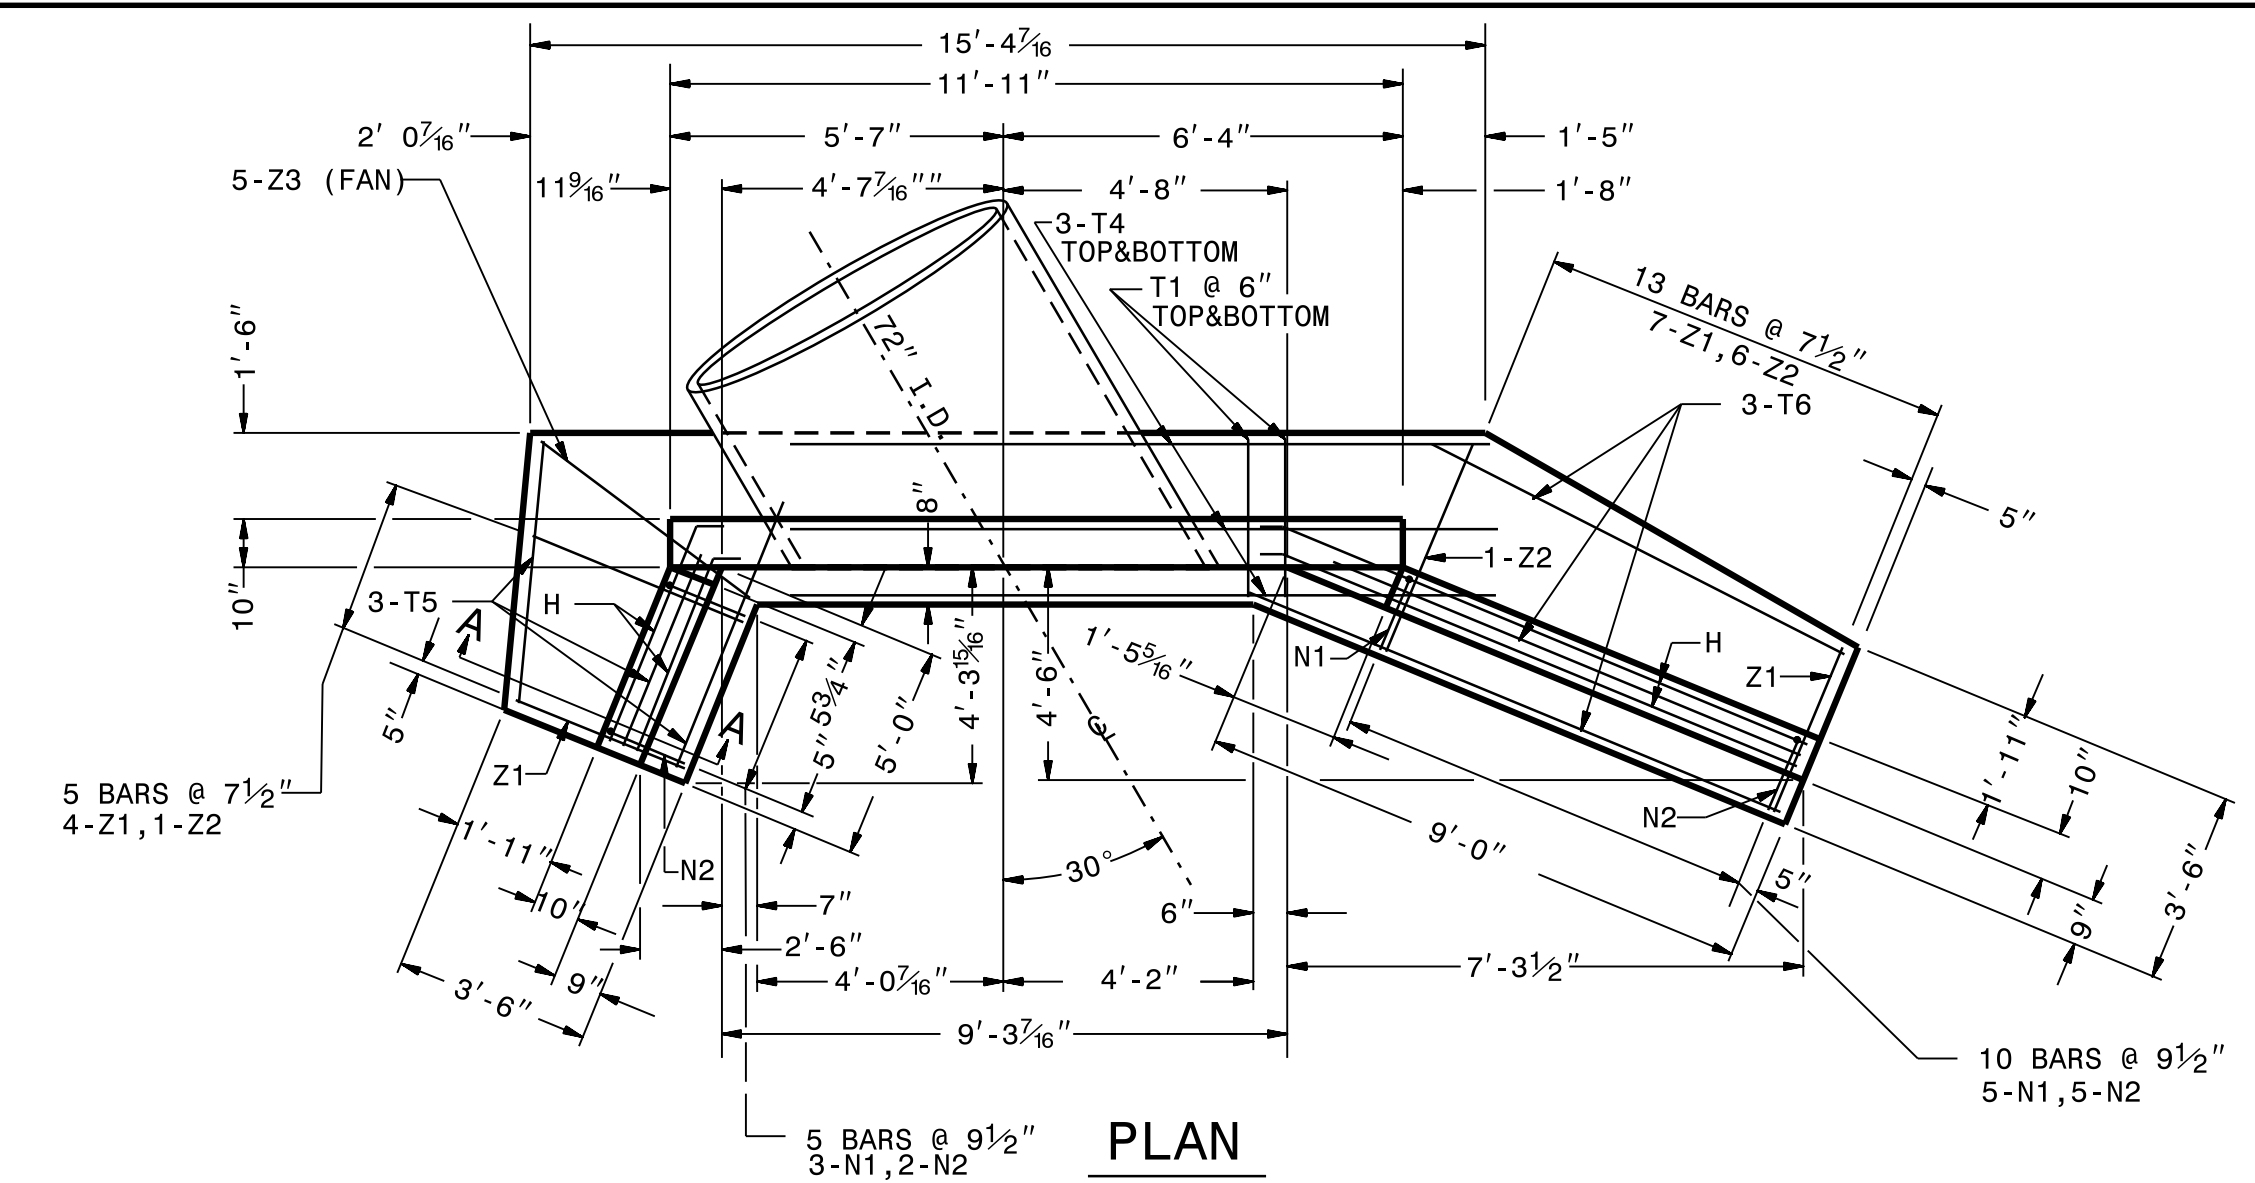 15'-4 7/16
11'-11"
2' 0 7/16"
5'-7"
6'-4"
1'-5"
5-Z3 (FAN)
11 9/16"
4'-7 7/16""
4'-8"
1'-8"
3-T4
TOP&BOTTOM
T1 @ 6"
TOP&BOTTOM
13 BARS @ 7 1/2"
7-Z1,6-Z2
3-T6
72" I.D.
1'-6"
8"
5"
1-Z2
10"
3-T5
H
A
1'-5 5/16"
N1
H
Z1
5"
A
5 3/4"
5"
5'-0"
4'-3 15/16"
4'-6"
℄
1'-11"
10"
Z1
5 BARS @ 7 1/2"
4-Z1,1-Z2
N2
9'-0"
1'-11"
N2
30°
5"
3'-6"
10"
7"
6"
9"
2'-6"
9"
3'-6"
4'-0 7/16"
4'-2"
7'-3 1/2"
9'-3 7/16"
10 BARS @ 9 1/2"
5-N1,5-N2
5 BARS @ 9 1/2"
3-N1,2-N2
PLAN